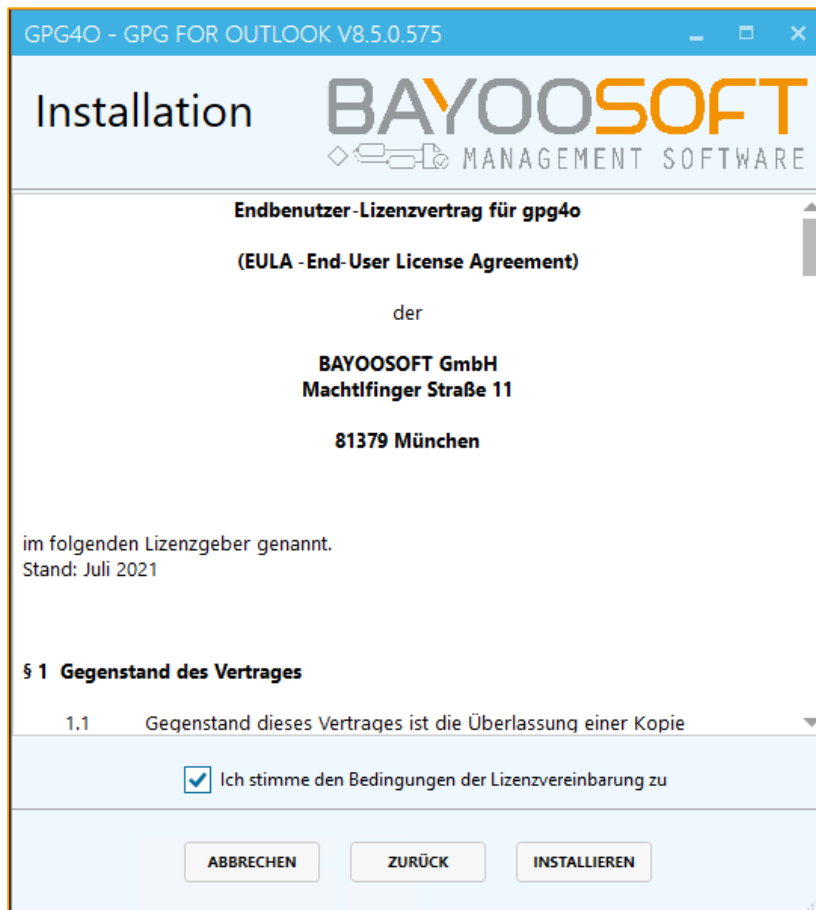 GPG4O - GPG FOR OUTLOOK V8.5.0.575
Installation
BAYOOSOFT
MANAGEMENT SOFTWARE
Endbenutzer-Lizenzvertrag für gpg4o
(EULA - End-User License Agreement)
der
BAYOOSOFT GmbH
Machtlfinger Straße 11
81379 München
im folgenden Lizenzgeber genannt.
Stand: Juli 2021
§ 1 Gegenstand des Vertrages
1.1 Gegenstand dieses Vertrages ist die Überlassung einer Kopie
Ich stimme den Bedingungen der Lizenzvereinbarung zu
ABBRECHEN ZURÜCK INSTALLIEREN